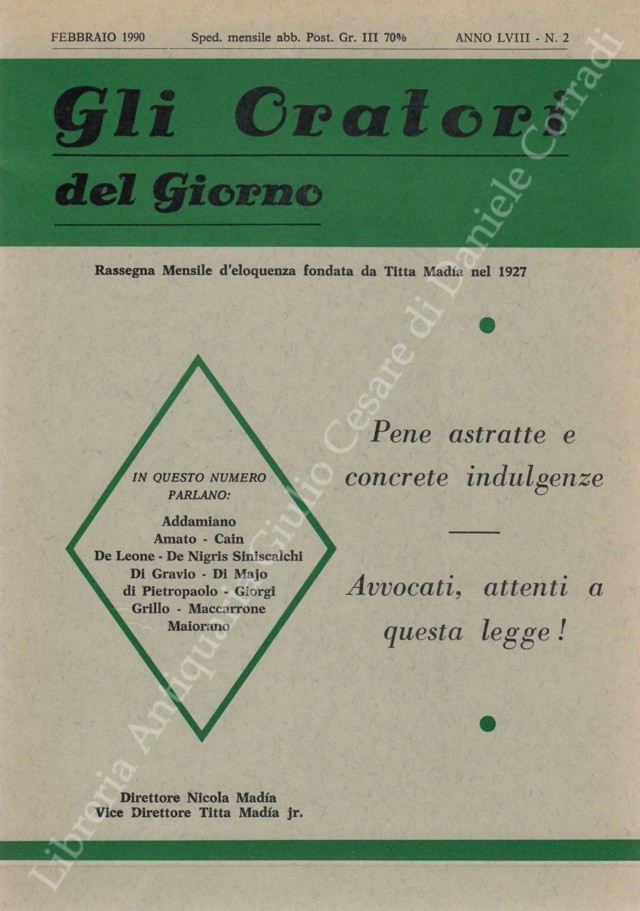 FEBBRAIO 1990 Sped. mensile abb. Post. Gr. III 70% ANNO LVIII - N. 2
Gli Oratori
del Giorno
Rassegna Mensile d'eloquenza fondata da Titta Madía nel 1927
IN QUESTO NUMERO
PARLANO:
Addamiano
Amato - Cain
De Leone - De Nigris Siniscalchi
Di Gravio - Di Majo
di Pietropaolo - Giorgi
Grillo - Maccarrone
Maiorano
Pene astratte e
concrete indulgenze
Avvocati, attenti a
questa legge !
Direttore Nicola Madía
Vice Direttore Titta Madía jr.
Libreria Antiquaria Giulio Cesare di Daniele Corradi